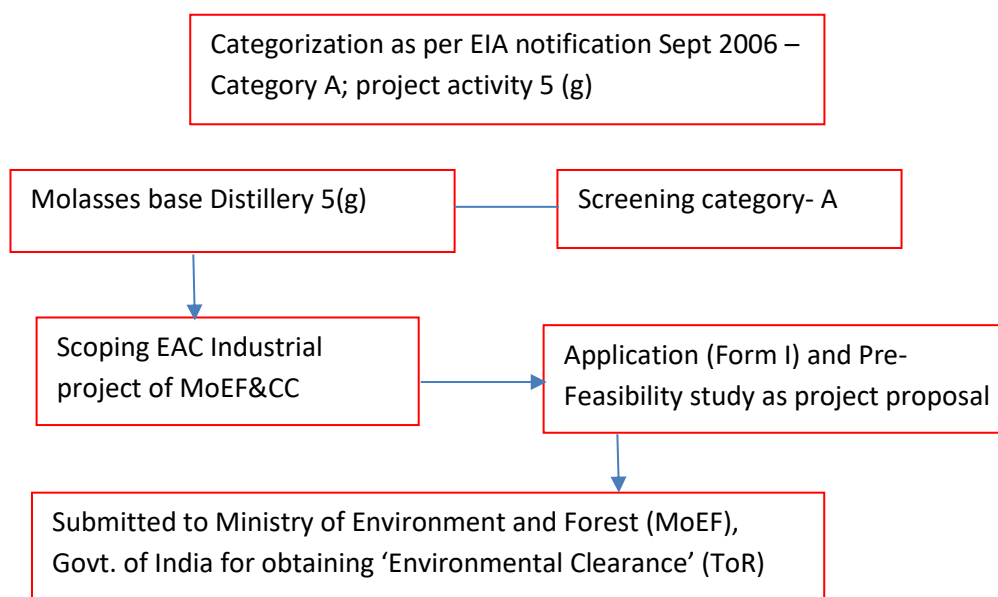 Categorization as per EIA notification Sept 2006 –
Category A; project activity 5 (g)
Molasses base Distillery 5(g)
Screening category- A
Scoping EAC Industrial
project of MoEF&CC
Application (Form I) and Pre-
Feasibility study as project proposal
Submitted to Ministry of Environment and Forest (MoEF),
Govt. of India for obtaining ‘Environmental Clearance’ (ToR)